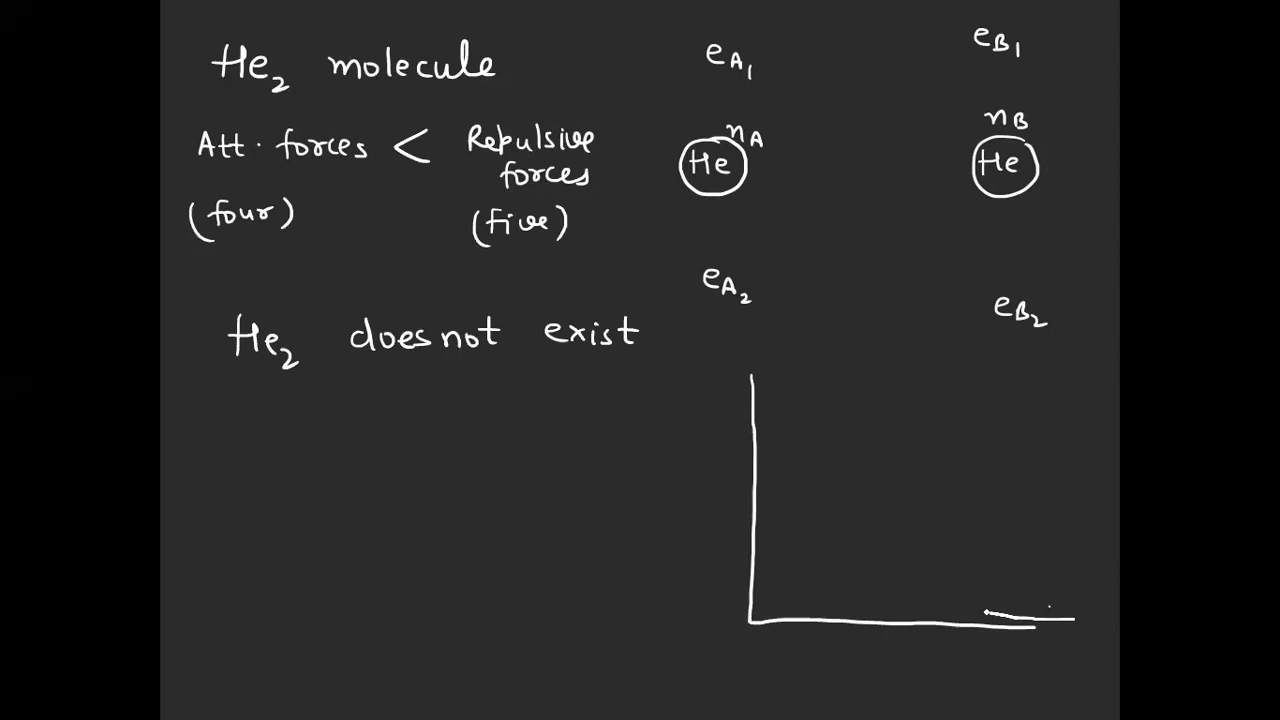 He₂ molecule
Att. forces < Repulsive forces
(four) (five)
He₂ does not exist
eA₁ eB₁
nA nB
He He
eA₂ eB₂